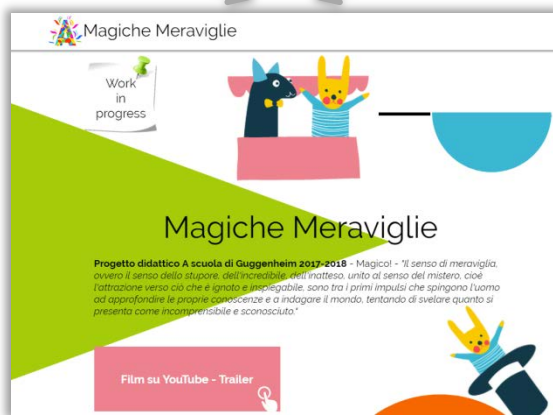 Magiche Meraviglie
Work
in
progress
Magiche Meraviglie
Progetto didattico A scuola di Guggenheim 2017-2018 - Magico! - "Il senso di meraviglia,
ovvero il senso dello stupore, dell'incredibile, dell'inatteso, unito al senso del mistero, cioè
l'attrazione verso ciò che è ignoto e inspiegabile, sono tra i primi impulsi che spingono l'uomo
ad approfondire le proprie conoscenze e a indagare il mondo, tentando di svelare quanto si
presenta come incomprensibile e sconosciuto."
Film su YouTube - Trailer